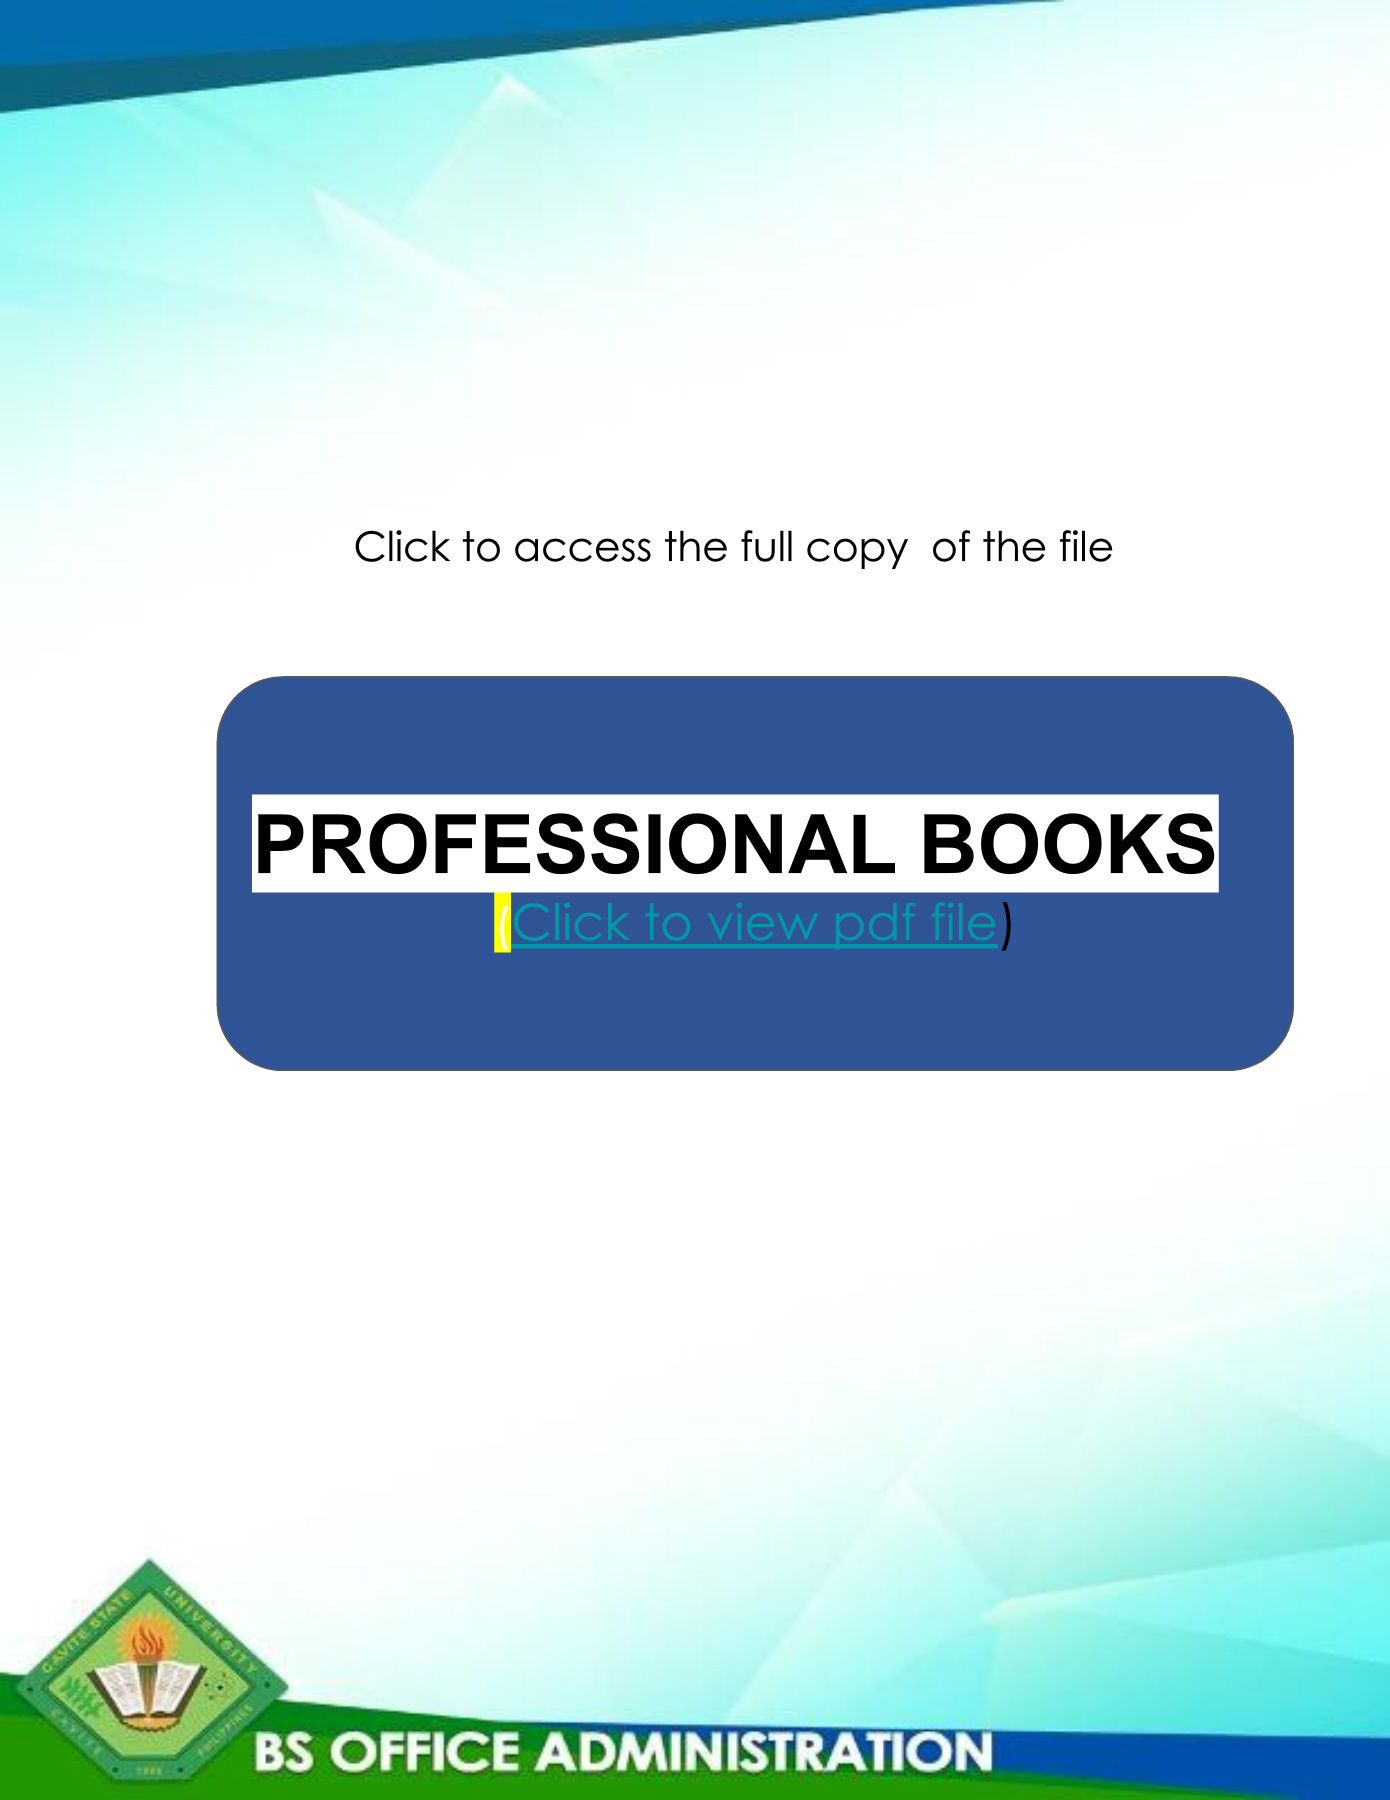 Click to access the full copy  of the file
PROFESSIONAL BOOKS
(Click to view pdf file)
CAVITE STATE
UNIVERSITY
CAVITE
PHILIPPINES
1906
BS OFFICE ADMINISTRATION